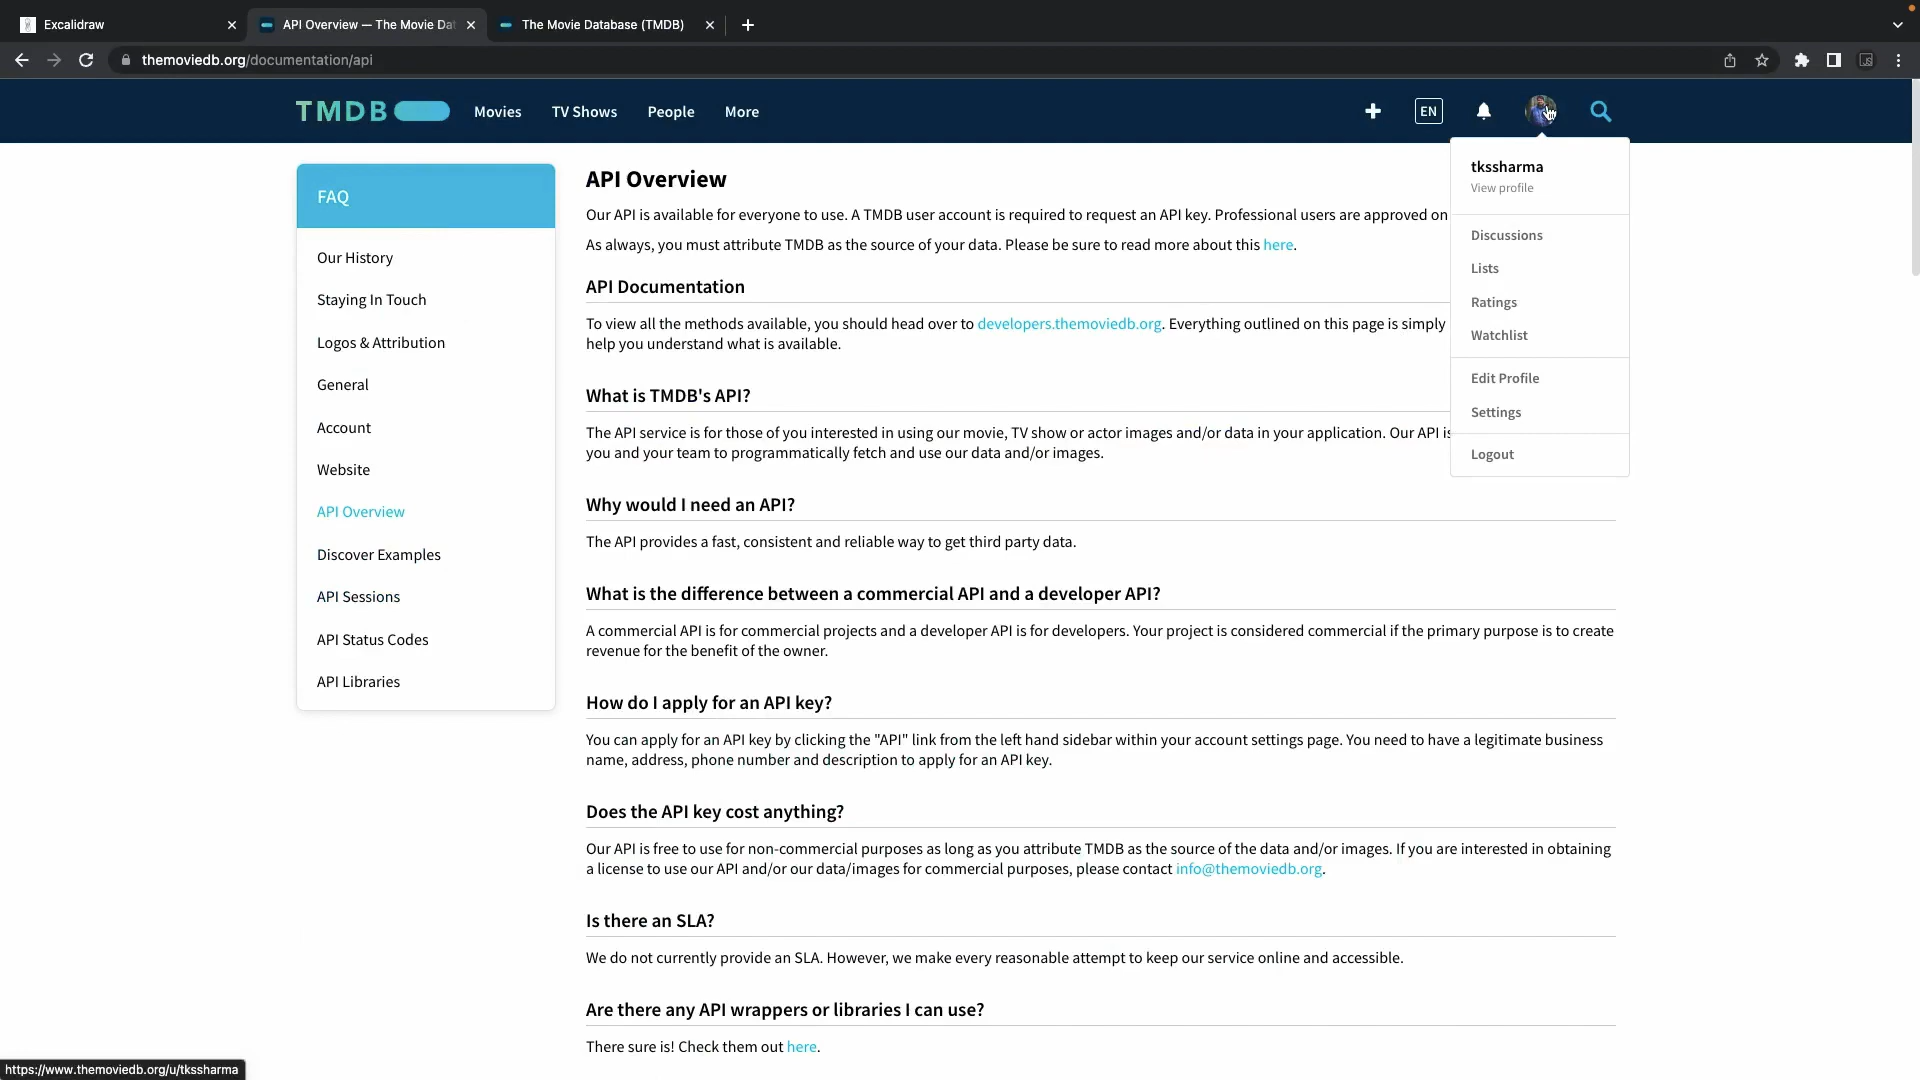 Excalidraw
API Overview — The Movie Dat
The Movie Database (TMDB)
themoviedb.org/documentation/api
TMDB
Movies
TV Shows
People
More
EN
tkssharma
View profile
Discussions
Lists
Ratings
Watchlist
Edit Profile
Settings
Logout
FAQ
Our History
Staying In Touch
Logos & Attribution
General
Account
Website
API Overview
Discover Examples
API Sessions
API Status Codes
API Libraries
API Overview
Our API is available for everyone to use. A TMDB user account is required to request an API key. Professional users are approved on
As always, you must attribute TMDB as the source of your data. Please be sure to read more about this here.
API Documentation
To view all the methods available, you should head over to developers.themoviedb.org. Everything outlined on this page is simply
help you understand what is available.
What is TMDB's API?
The API service is for those of you interested in using our movie, TV show or actor images and/or data in your application. Our API is
you and your team to programmatically fetch and use our data and/or images.
Why would I need an API?
The API provides a fast, consistent and reliable way to get third party data.
What is the difference between a commercial API and a developer API?
A commercial API is for commercial projects and a developer API is for developers. Your project is considered commercial if the primary purpose is to create
revenue for the benefit of the owner.
How do I apply for an API key?
You can apply for an API key by clicking the "API" link from the left hand sidebar within your account settings page. You need to have a legitimate business
name, address, phone number and description to apply for an API key.
Does the API key cost anything?
Our API is free to use for non-commercial purposes as long as you attribute TMDB as the source of the data and/or images. If you are interested in obtaining
a license to use our API and/or our data/images for commercial purposes, please contact info@themoviedb.org.
Is there an SLA?
We do not currently provide an SLA. However, we make every reasonable attempt to keep our service online and accessible.
Are there any API wrappers or libraries I can use?
There sure is! Check them out here.
https://www.themoviedb.org/u/tkssharma